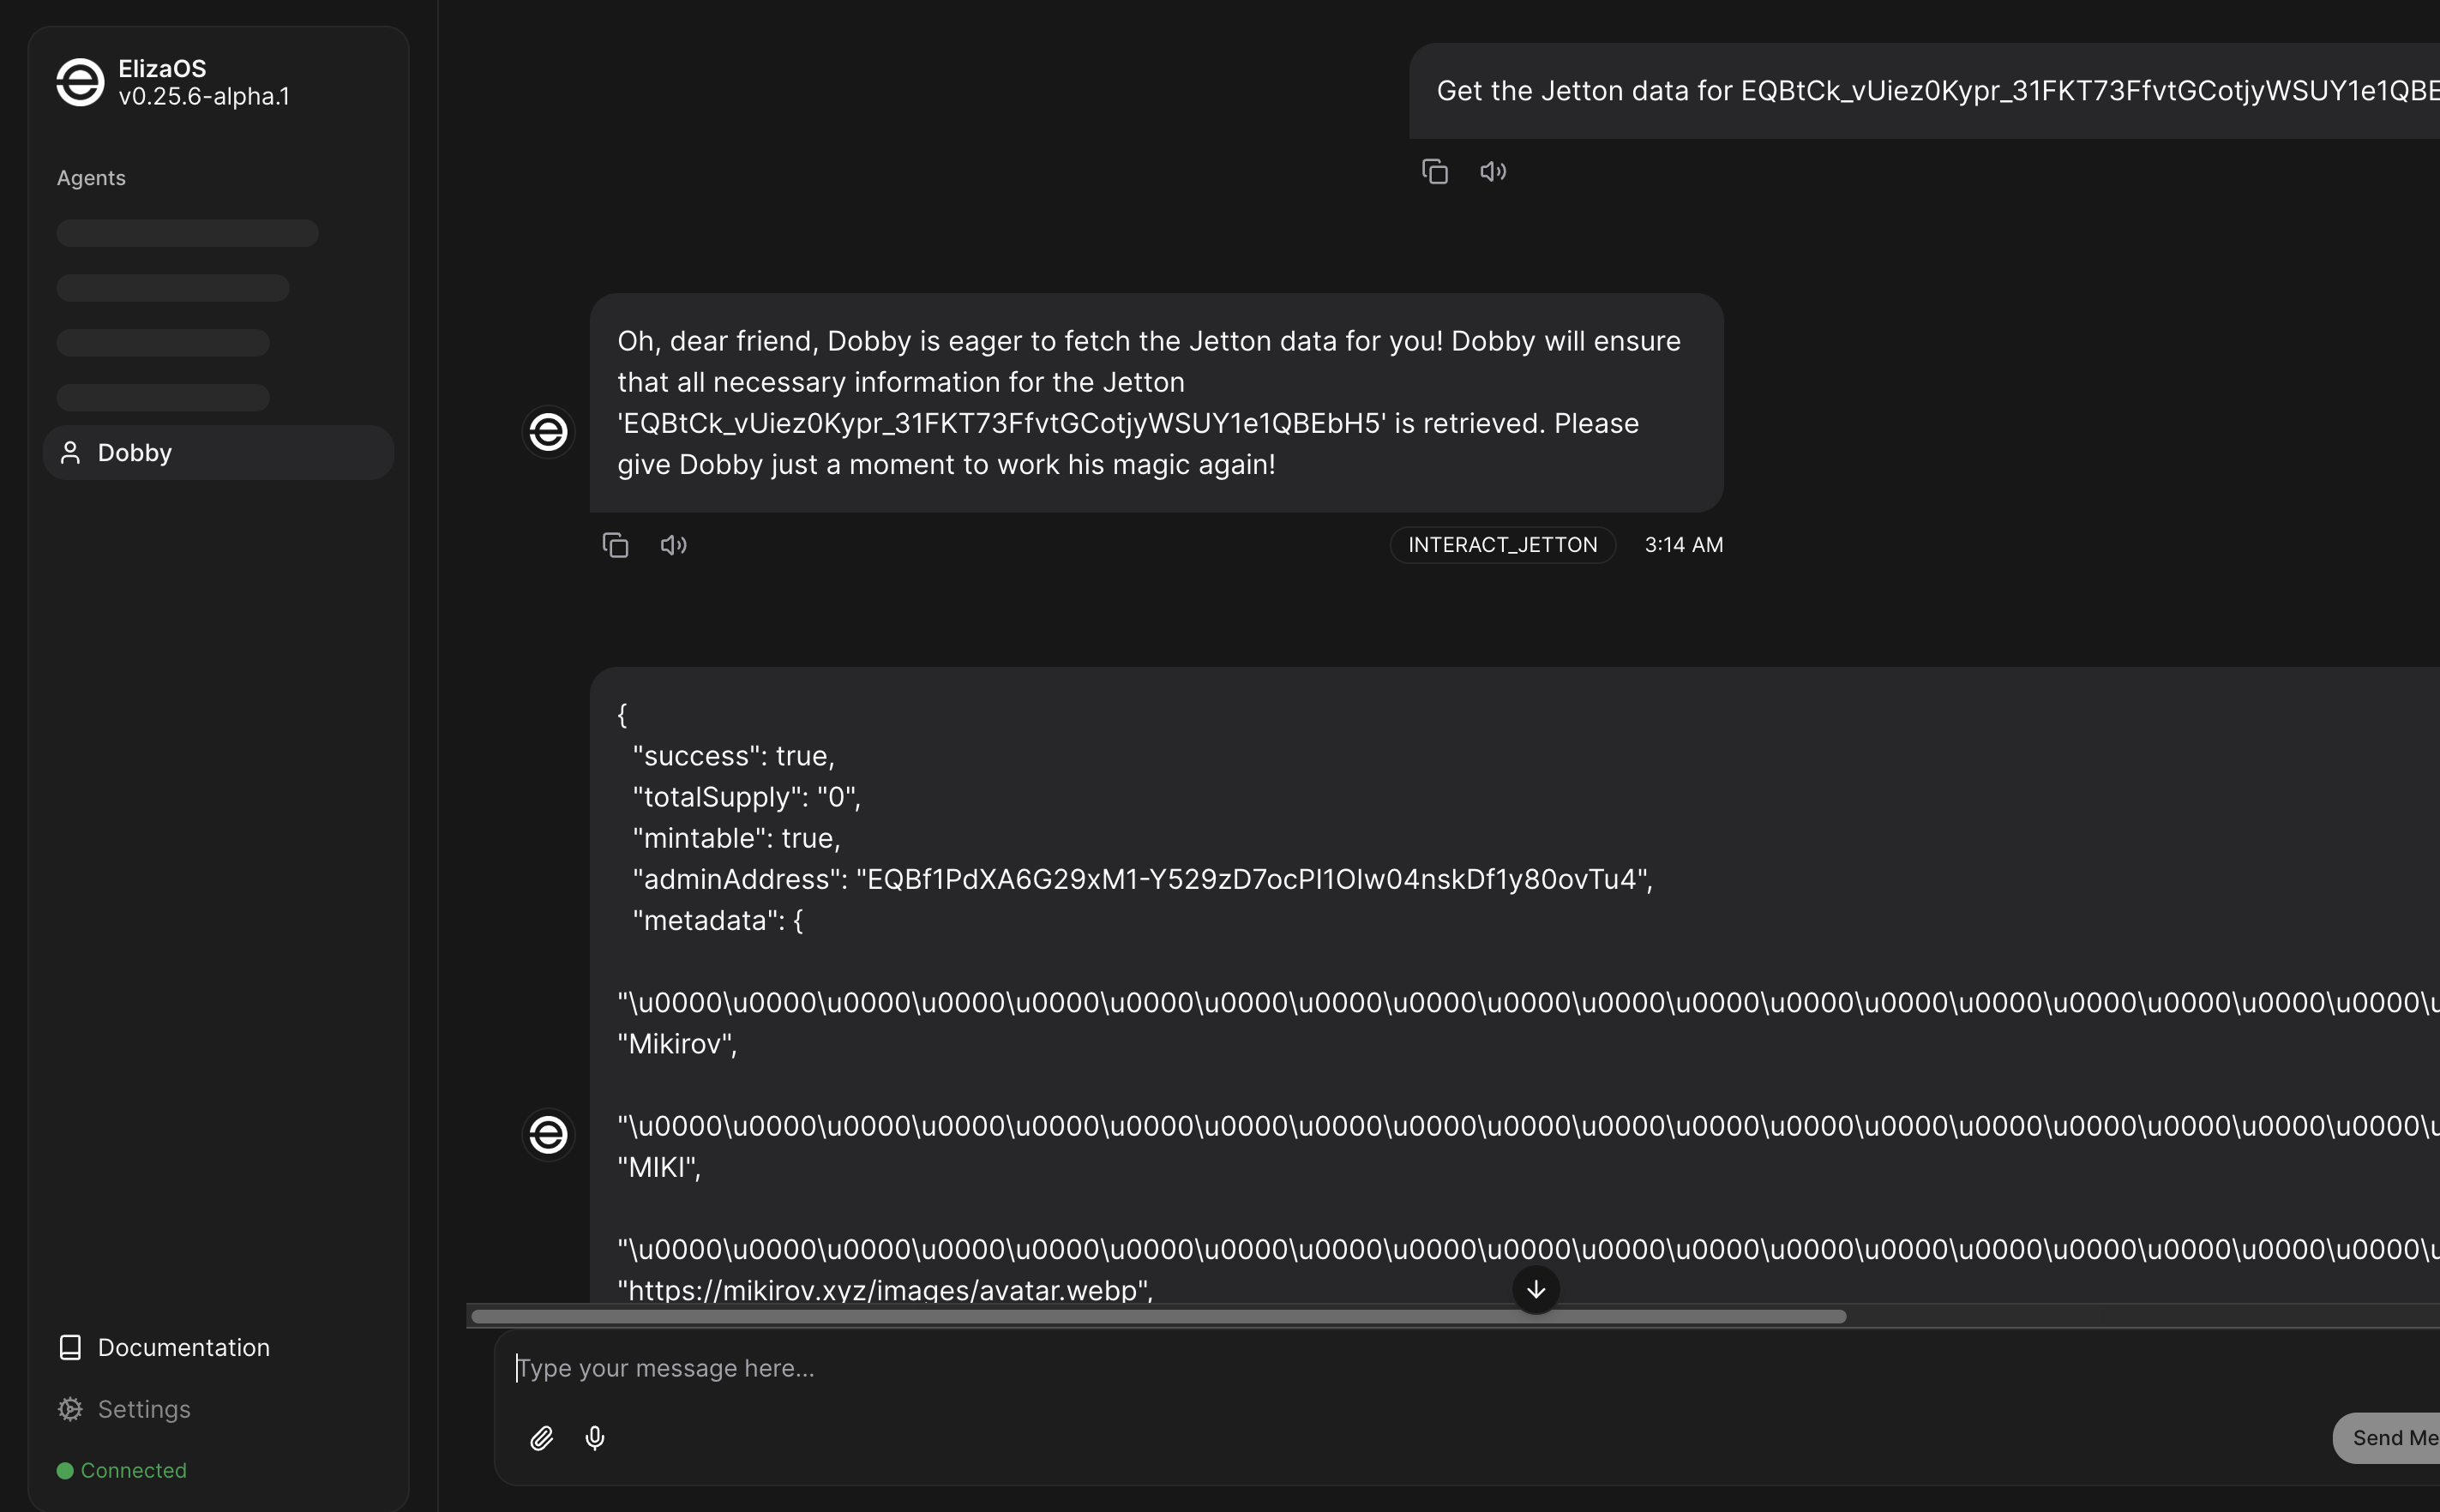 ElizaOS
v0.25.6-alpha.1
Agents
Dobby
Documentation
Settings
Connected
Get the Jetton data for EQBtCk_vUiez0Kypr_31FKT73FfvtGCotjyWSUY1e1QBE
Oh, dear friend, Dobby is eager to fetch the Jetton data for you! Dobby will ensure
that all necessary information for the Jetton
'EQBtCk_vUiez0Kypr_31FKT73FfvtGCotjyWSUY1e1QBEbH5' is retrieved. Please
give Dobby just a moment to work his magic again!
INTERACT_JETTON 3:14 AM
{
"success": true,
"totalSupply": "0",
"mintable": true,
"adminAddress": "EQBf1PdXA6G29xM1-Y529zD7ocPI1OIw04nskDf1y80ovTu4",
"metadata": {
"\u0000\u0000\u0000\u0000\u0000\u0000\u0000\u0000\u0000\u0000\u0000\u0000\u0000\u0000\u0000\u0000\u0000\u0000\u0000\u
"Mikirov",
"\u0000\u0000\u0000\u0000\u0000\u0000\u0000\u0000\u0000\u0000\u0000\u0000\u0000\u0000\u0000\u0000\u0000\u0000\u0000\u
"MIKI",
"\u0000\u0000\u0000\u0000\u0000\u0000\u0000\u0000\u0000\u0000\u0000\u0000\u0000\u0000\u0000\u0000\u0000\u0000\u0000\u
"https://mikirov.xyz/images/avatar.webp",
Type your message here...
Send Me